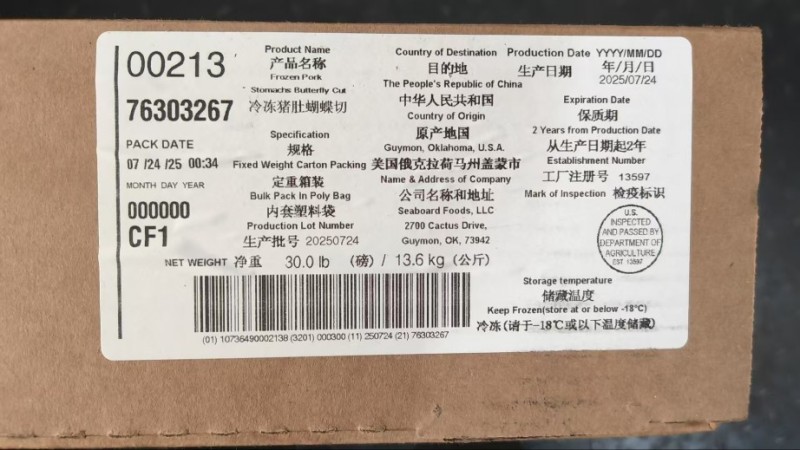 00213
76303267
PACK DATE
07 /24 /25 00:34
MONTH DAY YEAR
000000
CF1
Product Name
产品名称
Frozen Pork
Stomachs Butterfly Cut
冷冻猪肚蝴蝶切
Specification
规格
Fixed Weight Carton Packing
定重箱装
Bulk Pack in Poly Bag
内套塑料袋
Production Lot Number
生产批号 20250724
Country of Destination
目的地
The People's Republic of China
中华人民共和国
Country of Origin
原产地国
Guymon, Oklahoma, U.S.A.
美国俄克拉荷马州盖蒙市
Name & Address of Company
公司名称和地址
Seaboard Foods, LLC
2700 Cactus Drive,
Guymon, OK, 73942
Production Date YYYY/MM/DD
生产日期 年/月/日
2025/07/24
Expiration Date
保质期
2 Years from Production Date
从生产日期起2年
Establishment Number
工厂注册号 13597
Mark of Inspection 检疫标识
U.S.
INSPECTED
AND PASSED BY
DEPARTMENT OF
AGRICULTURE
EST 13597
NET WEIGHT 净重 30.0 lb (磅) / 13.6 kg (公斤)
(01) 10736490002138 (3201) 000300 (11) 250724 (21) 76303267
Storage temperature
储藏温度
Keep Frozen(store at or below -18°C)
冷冻(请于-18℃或以下温度储藏)